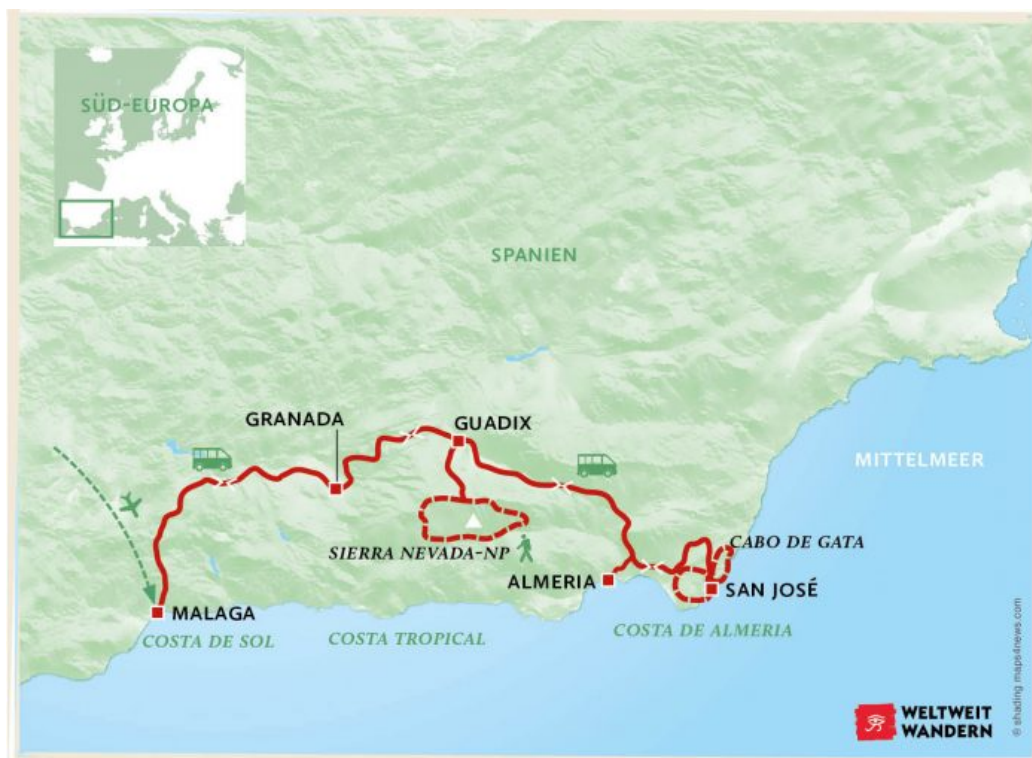 SÜD-EUROPA
SPANIEN
GRANADA
GUADIX
MITTELMEER
SIERRA NEVADA-NP
CABO DE GATA
ALMERIA
SAN JOSÉ
MALAGA
COSTA DE SOL
COSTA TROPICAL
COSTA DE ALMERIA
WELTWEIT
WANDERN
© shading maps4news.com